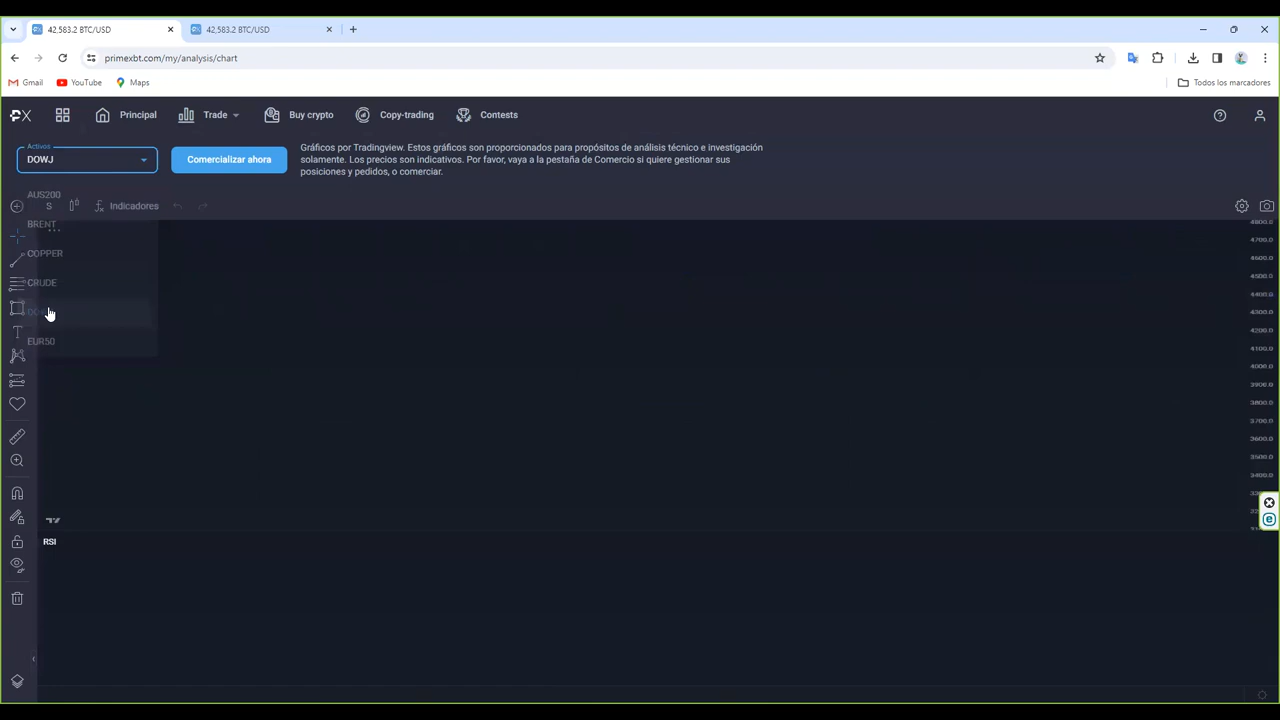 42,583.2 BTC/USD
42,583.2 BTC/USD
primexbt.com/my/analysis/chart
Gmail
YouTube
Maps
Todos los marcadores
Principal
Trade
Buy crypto
Copy-trading
Contests
Activos
DOWJ
Comercializar ahora
Gráficos por Tradingview. Estos gráficos son proporcionados para propósitos de análisis técnico e investigación
solamente. Los precios son indicativos. Por favor, vaya a la pestaña de Comercio si quiere gestionar sus
posiciones y pedidos, o comerciar.
AUS200
S
Indicadores
BRENT
COPPER
CRUDE
EUR50
4800.0
4700.0
4600.0
4500.0
4400.0
4300.0
4200.0
4100.0
4000.0
3900.0
3800.0
3700.0
3600.0
3500.0
3400.0
RSI